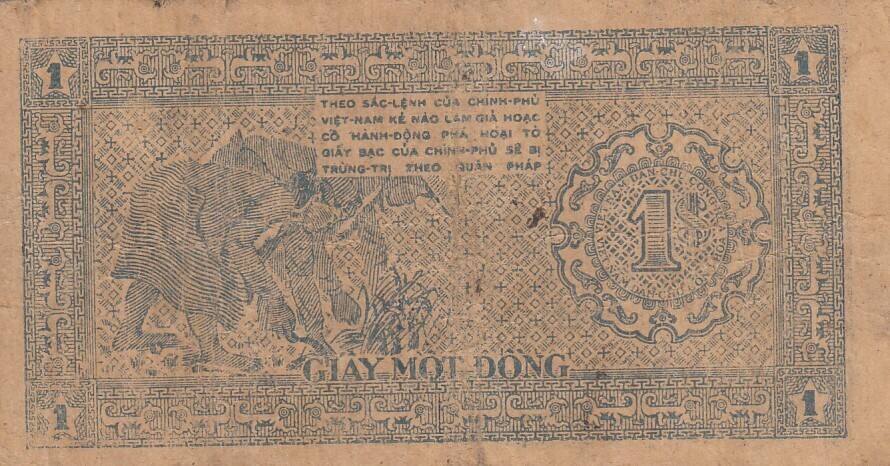 1
1
THEO SẮC-LỆNH CỦA CHÍNH-PHỦ
VIỆT-NAM KẺ NÀO LÀM GIẢ HOẶC
CÓ HÀNH-ĐỘNG PHÁ HOẠI TỜ
GIẤY BẠC CỦA CHÍNH-PHỦ SẼ BỊ
TRỪNG-TRỊ THEO QUÂN PHÁP
1$
GIẤY MỘT ĐỒNG
1
1